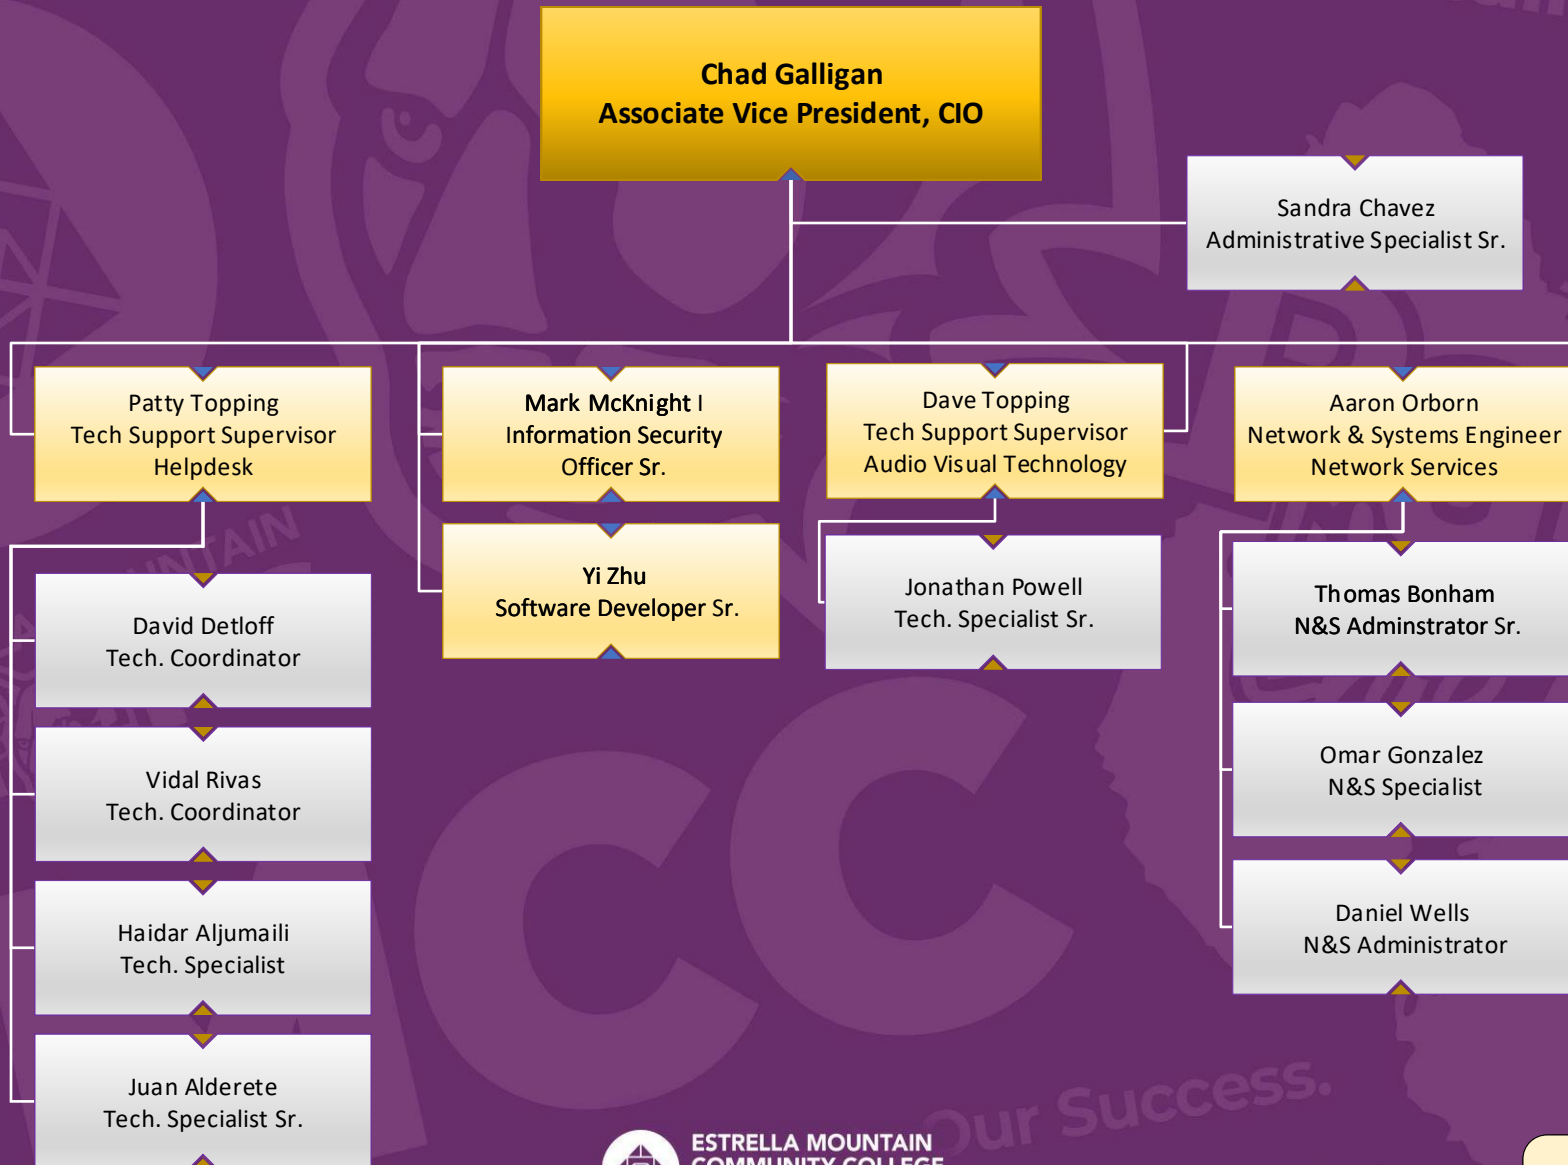 Chad Galligan
Associate Vice President, CIO
Sandra Chavez
Administrative Specialist Sr.
Patty Topping
Tech Support Supervisor
Helpdesk
Mark McKnight I
Information Security
Officer Sr.
Dave Topping
Tech Support Supervisor
Audio Visual Technology
Aaron Orborn
Network & Systems Engineer
Network Services
Yi Zhu
Software Developer Sr.
Jonathan Powell
Tech. Specialist Sr.
David Detloff
Tech. Coordinator
Vidal Rivas
Tech. Coordinator
Haidar Aljumaili
Tech. Specialist
Juan Alderete
Tech. Specialist Sr.
Thomas Bonham
N&S Adminstrator Sr.
Omar Gonzalez
N&S Specialist
Daniel Wells
N&S Administrator
Our Success.
ESTRELLA MOUNTAIN
COMMUNITY COLLEGE